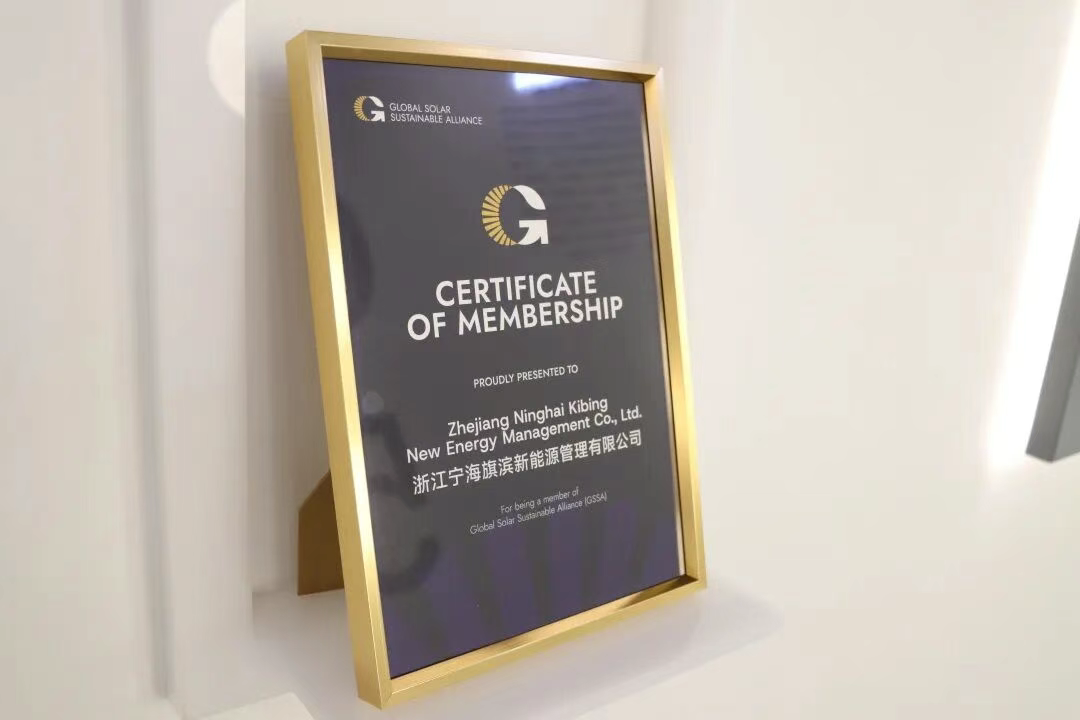 GLOBAL SOLAR
SUSTAINABLE ALLIANCE
CERTIFICATE
OF MEMBERSHIP
PROUDLY PRESENTED TO
Zhejiang Ninghai Kibing
New Energy Management Co., Ltd.
浙江宁海旗滨新能源管理有限公司
For being a member of
Global Solar Sustainable Alliance (GSSA)